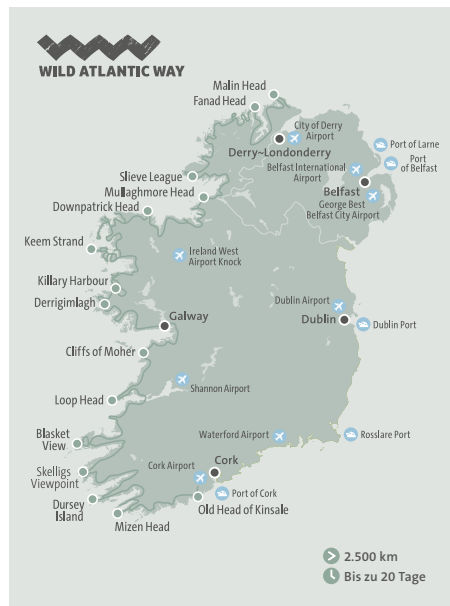 WILD ATLANTIC WAY
Malin Head
Fanad Head
City of Derry
Airport
Derry~Londonderry
Port of Larne
Belfast International
Airport
Port
of Belfast
Slieve League
Mullaghmore Head
Belfast
George Best
Belfast City Airport
Downpatrick Head
Keem Strand
Ireland West
Airport Knock
Killary Harbour
Derrigimlagh
Dublin Airport
Galway
Dublin
Dublin Port
Cliffs of Moher
Shannon Airport
Loop Head
Blasket
View
Waterford Airport
Rosslare Port
Skelligs
Viewpoint
Cork Airport
Cork
Port of Cork
Dursey
Island
Old Head of Kinsale
Mizen Head
2.500 km
Bis zu 20 Tage